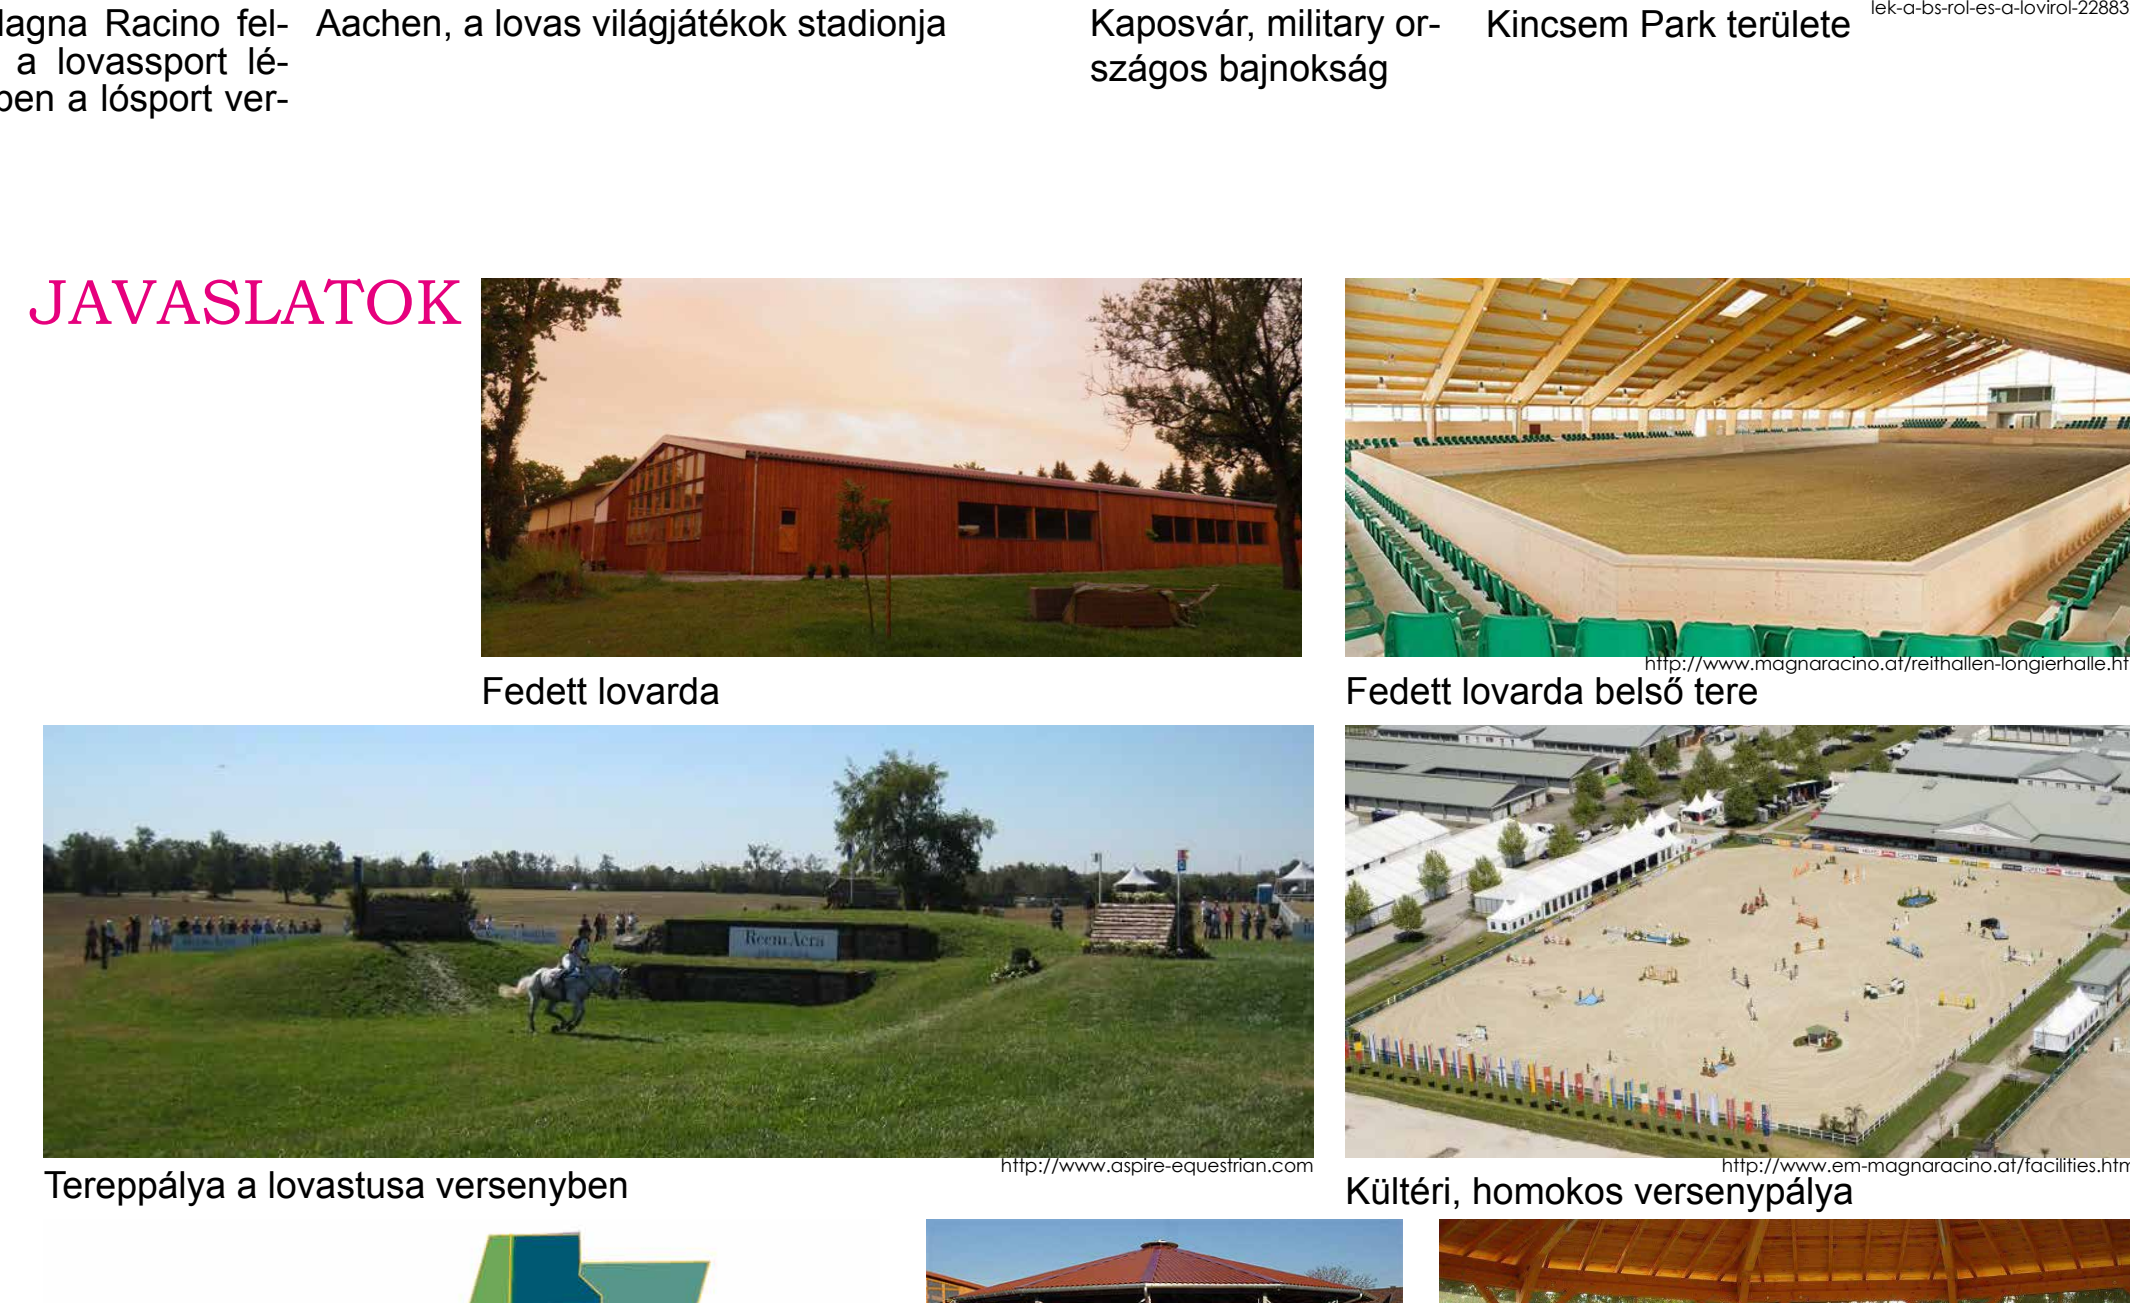 Magna Racino fel-
a lovassport lé-
ben a lósport ver-
Aachen, a lovas világjátékok stadionja
Kaposvár, military or-
szágos bajnokság
Kincsem Park területe
lek-a-bs-rol-es-a-lovirol-22883
JAVASLATOK
http://www.magnaracino.at/reithallen-longierhalle.ht
Fedett lovarda
Fedett lovarda belső tere
Reem Acra
http://www.aspire-equestrian.com
http://www.em-magnaracino.at/facilities.htm
Tereppálya a lovastusa versenyben
Kültéri, homokos versenypálya